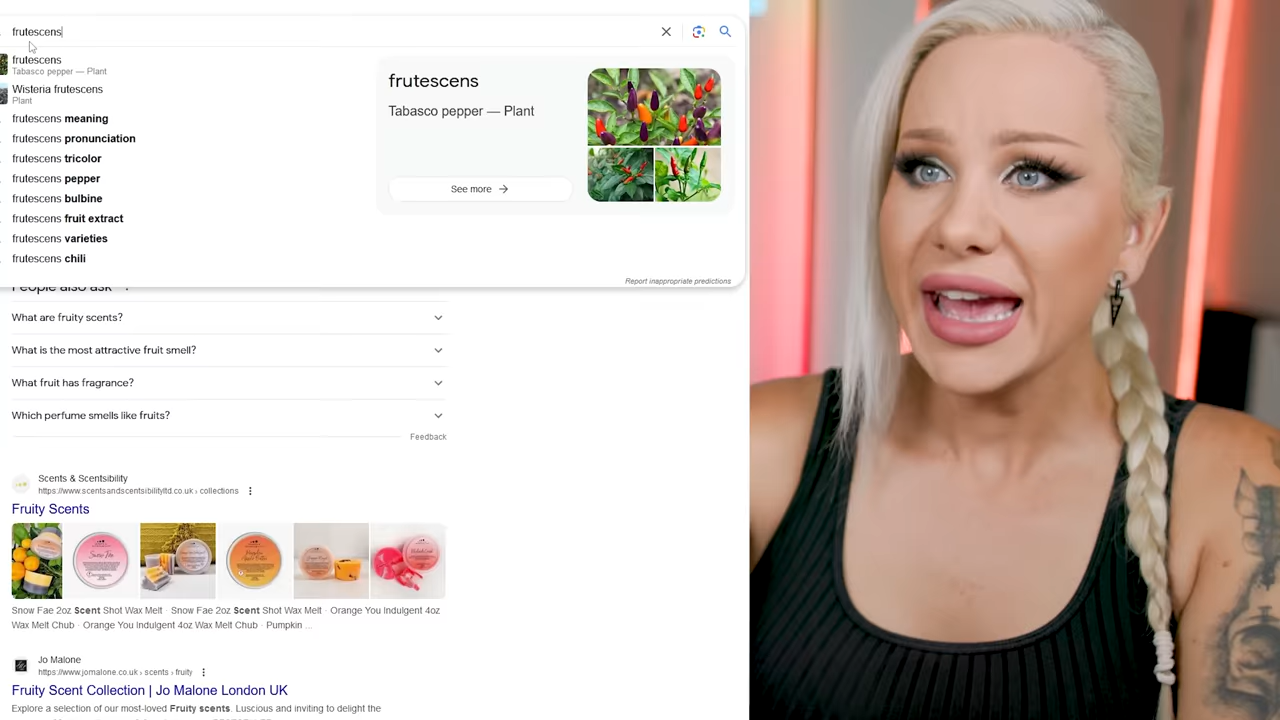 frutescens
frutescens
Tabasco pepper — Plant
Wisteria frutescens
Plant
frutescens meaning
frutescens pronunciation
frutescens tricolor
frutescens pepper
frutescens bulbine
frutescens fruit extract
frutescens varieties
frutescens chili
frutescens
Tabasco pepper — Plant
See more
Report inappropriate predictions
People also ask
What are fruity scents?
What is the most attractive fruit smell?
What fruit has fragrance?
Which perfume smells like fruits?
Feedback
Scents & Scentsibility
https://www.scentsandscentsibilityltd.co.uk › collections
Fruity Scents
Snow Fae 2oz Scent Shot Wax Melt · Snow Fae 2oz Scent Shot Wax Melt · Orange You Indulgent 4oz
Wax Melt Chub · Orange You Indulgent 4oz Wax Melt Chub · Pumpkin ...
Jo Malone
https://www.jomalone.co.uk › scents › fruity
Fruity Scent Collection | Jo Malone London UK
Explore a selection of our most-loved Fruity scents. Luscious and inviting to delight the